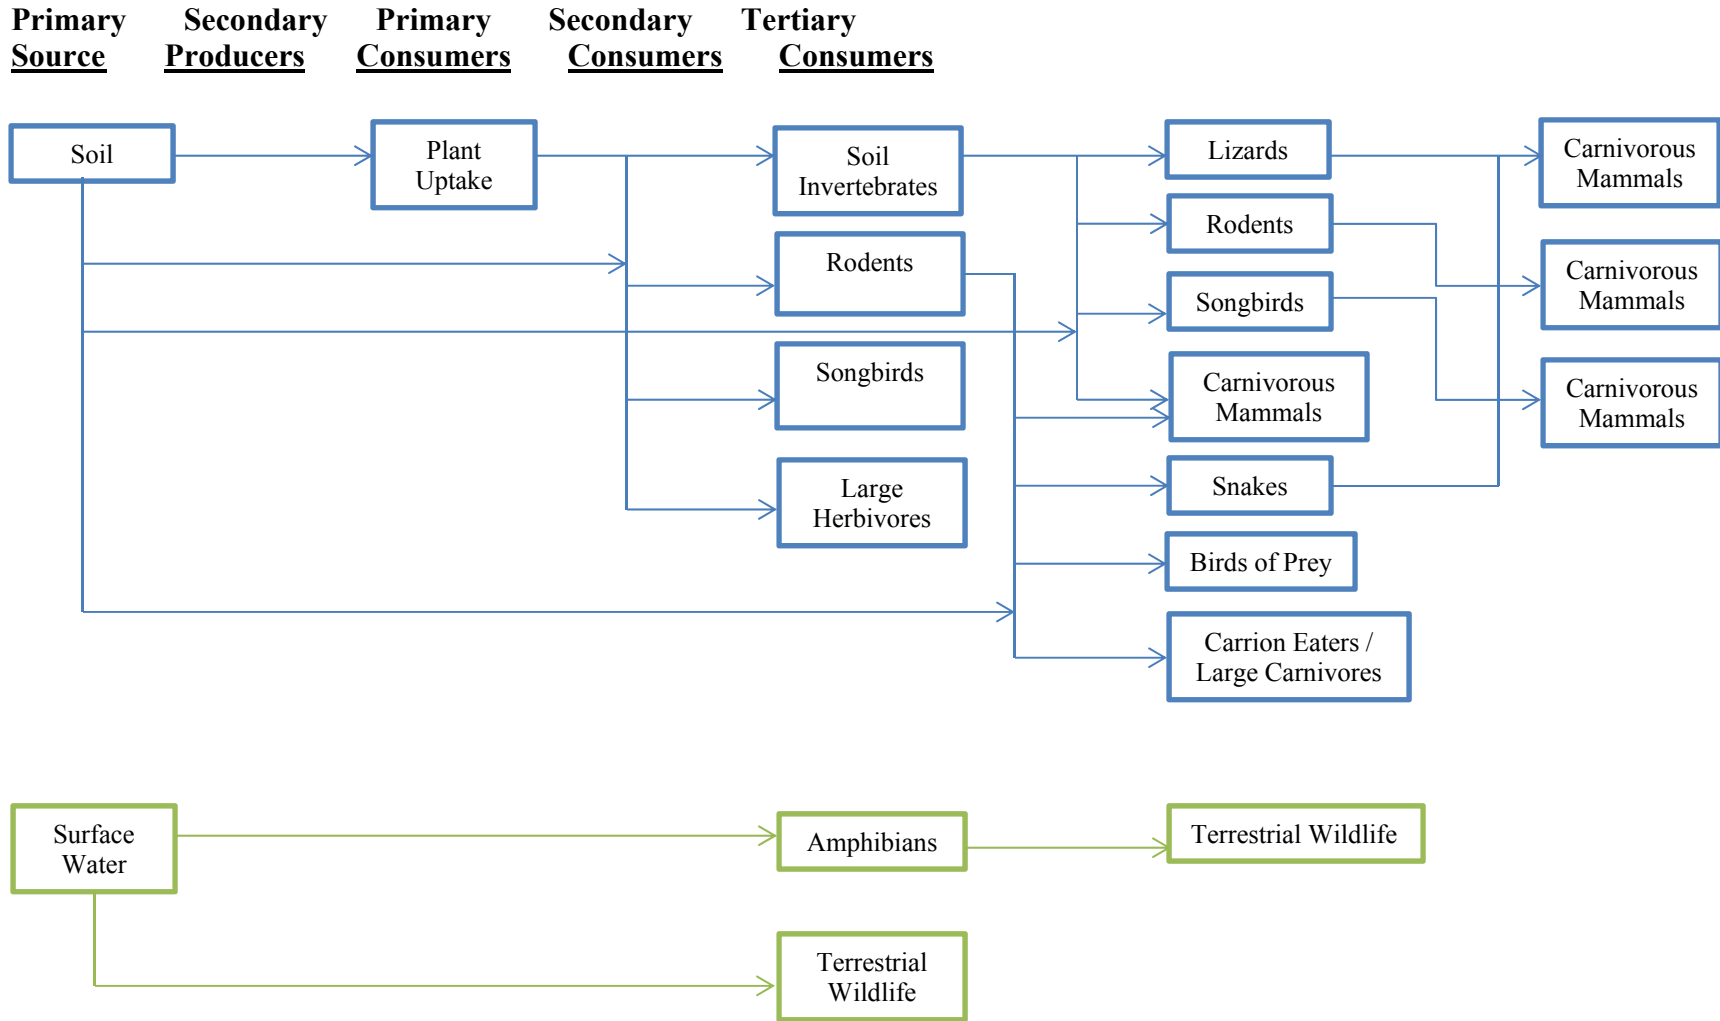 Primary Secondary Primary Secondary Tertiary
Source Producers Consumers Consumers Consumers
Soil
Plant
Uptake
Soil
Invertebrates
Rodents
Songbirds
Large
Herbivores
Lizards
Rodents
Songbirds
Carnivorous
Mammals
Snakes
Birds of Prey
Carrion Eaters /
Large Carnivores
Carnivorous
Mammals
Carnivorous
Mammals
Carnivorous
Mammals
Surface
Water
Amphibians
Terrestrial Wildlife
Terrestrial
Wildlife